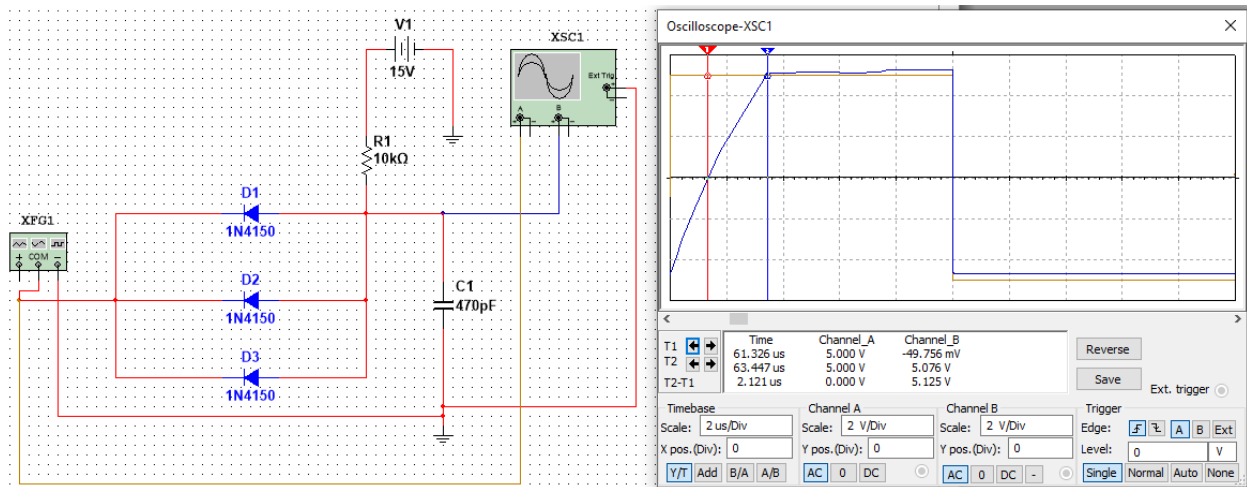 V1
15V
XSC1
Ext Trig
A B
R1
10kΩ
D1
1N4150
XFG1
COM
D2
1N4150
C1
470pF
D3
1N4150
Oscilloscope-XSC1
1 2
Time Channel_A Channel_B
T1 61.326 us 5.000 V -49.756 mV
T2 63.447 us 5.000 V 5.076 V
T2-T1 2.121 us 0.000 V 5.125 V
Reverse
Save
Ext. trigger
Timebase Channel A Channel B Trigger
Scale: 2 us/Div Scale: 2 V/Div Scale: 2 V/Div Edge: A B Ext
X pos.(Div): 0 Y pos.(Div): 0 Y pos.(Div): 0 Level: 0 V
Y/T Add B/A A/B AC 0 DC AC 0 DC - Single Normal Auto None